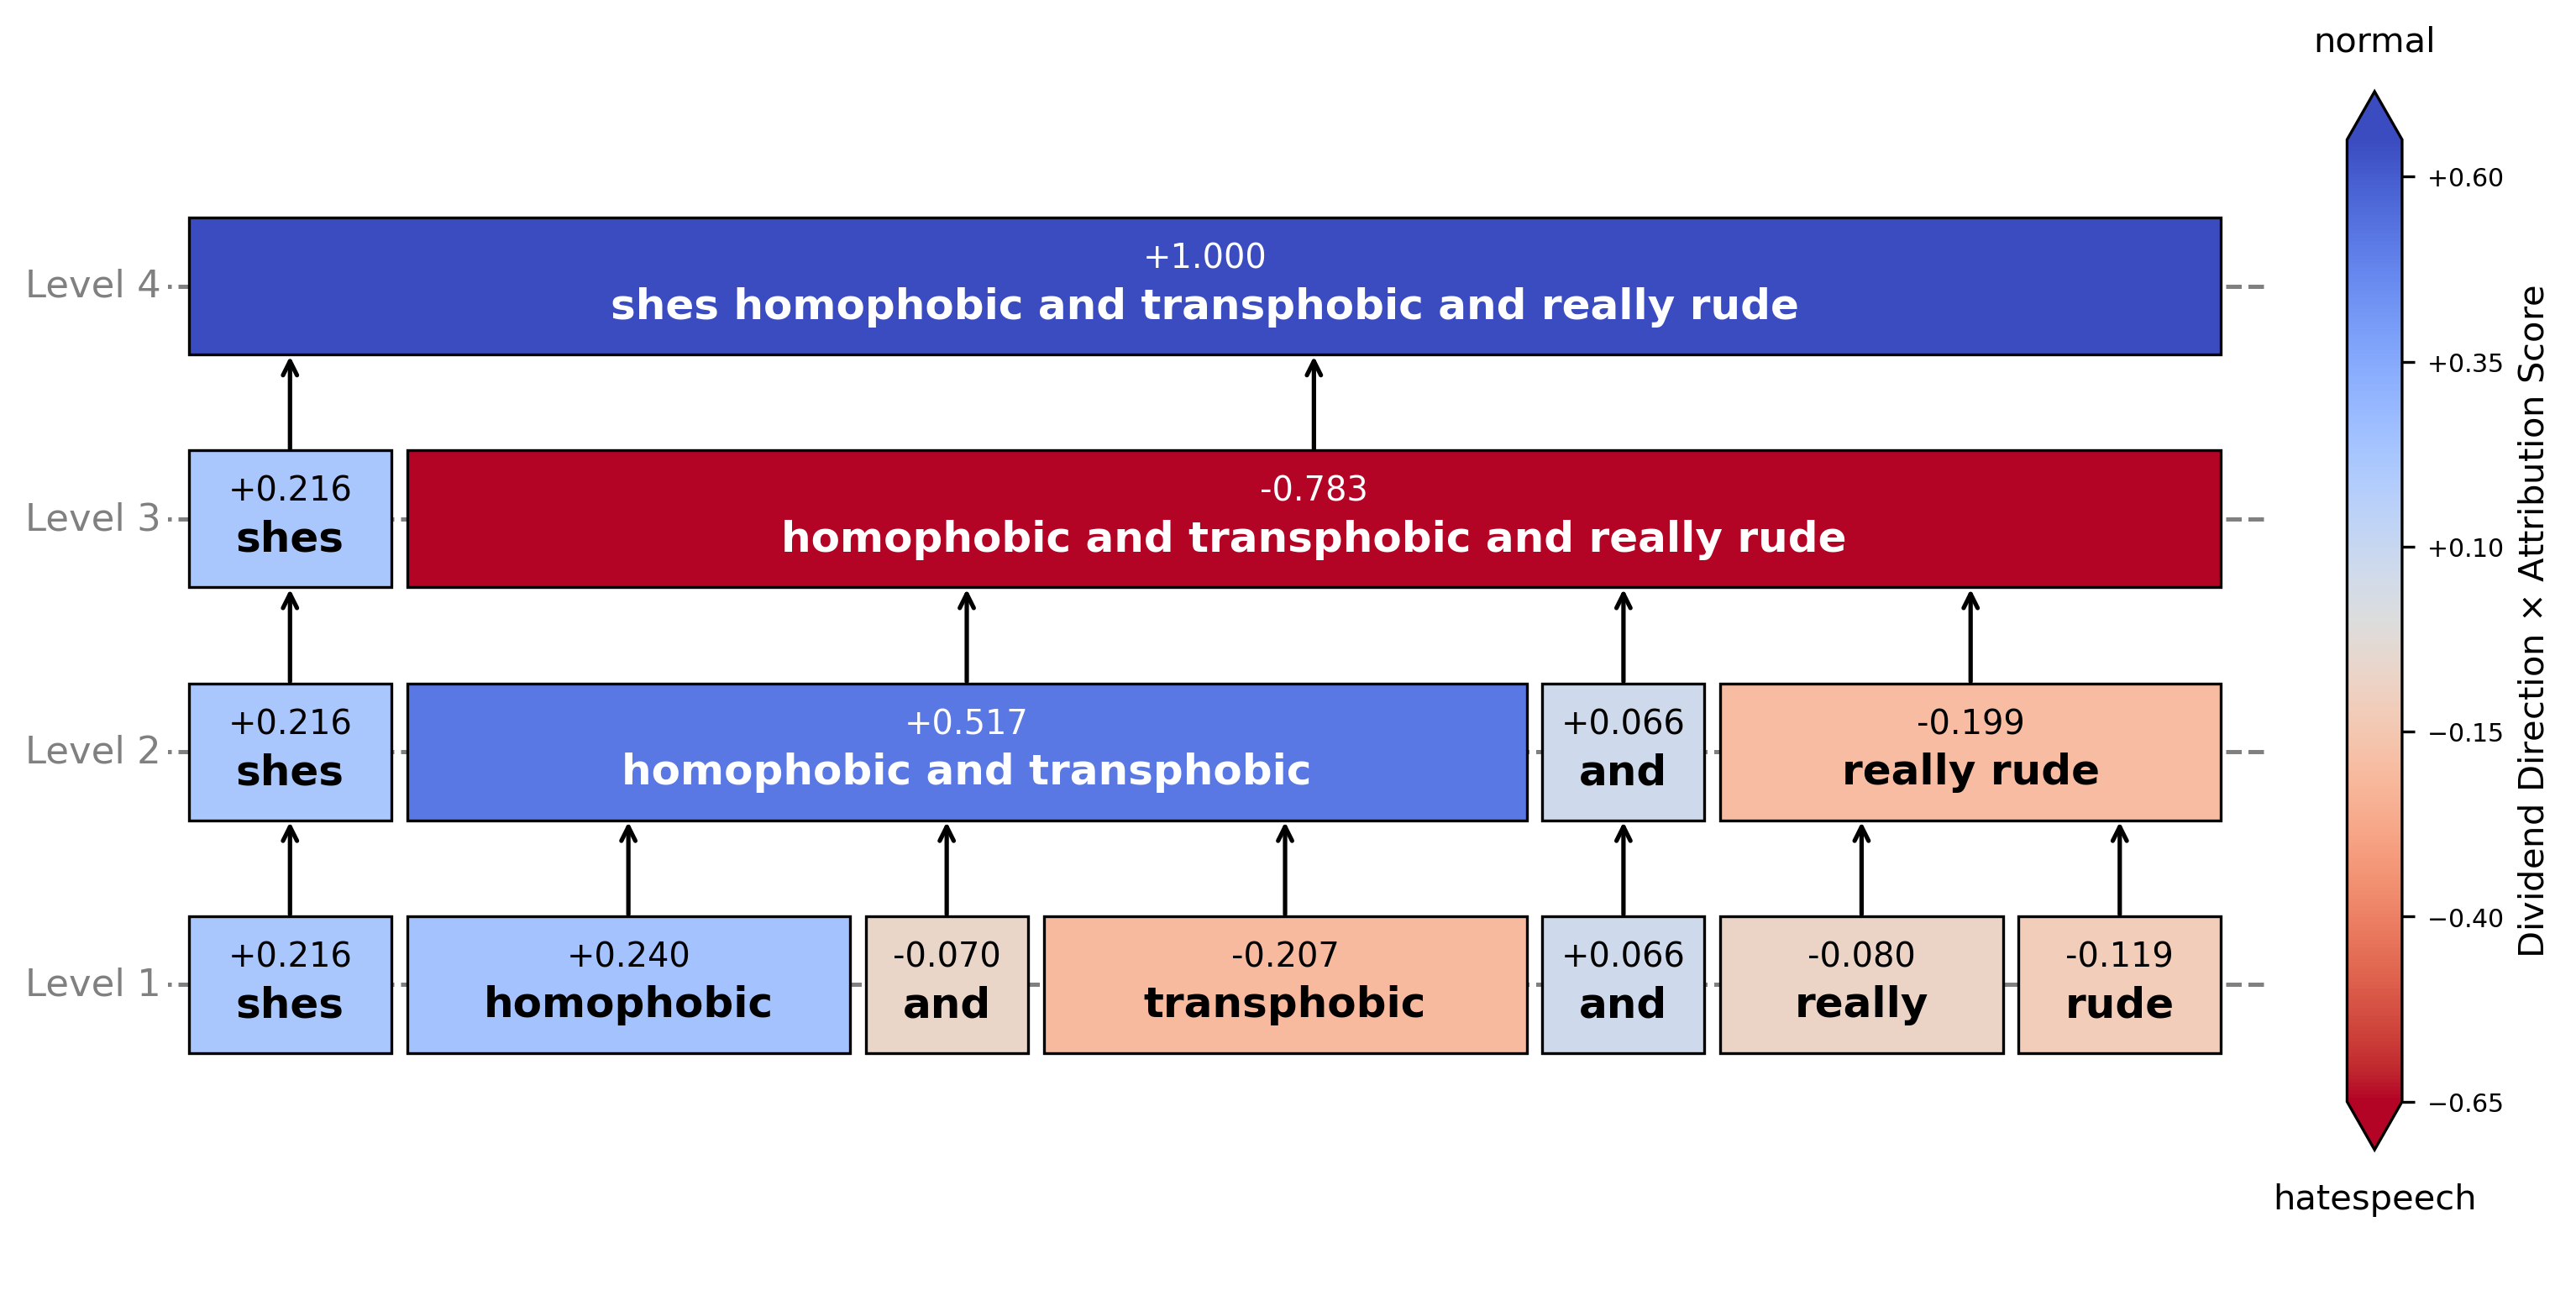 normal
+1.000
Level 4
shes homophobic and transphobic and really rude
+0.216
-0.783
Level 3
shes
homophobic and transphobic and really rude
+0.216
+0.517
+0.066
-0.199
Level 2
shes
homophobic and transphobic
and
really rude
+0.216
+0.240
-0.070
-0.207
+0.066
-0.080
-0.119
Level 1
shes
homophobic
and
transphobic
and
really
rude
+0.60
+0.35
+0.10
−0.15
−0.40
−0.65
Dividend Direction × Attribution Score
hatespeech